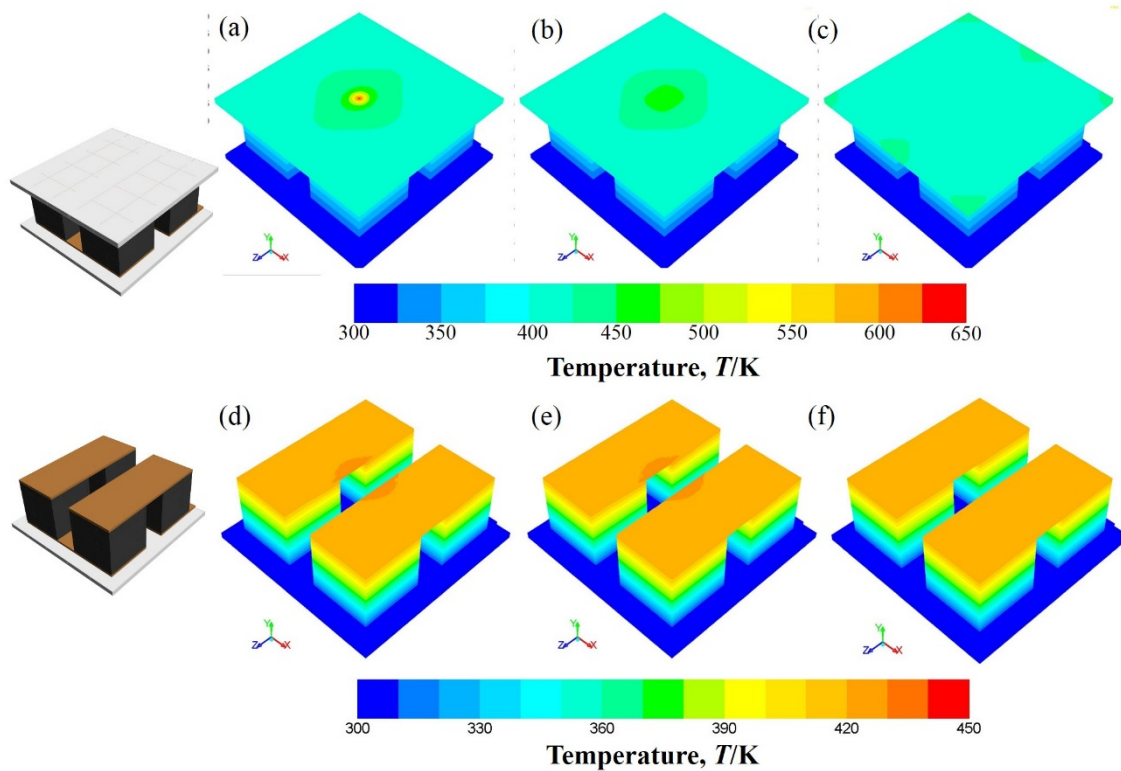 (a) (b) (c)
Y Z X Y Z X Y Z X
300 350 400 450 500 550 600 650
Temperature, T/K
(d) (e) (f)
Y Z X Y Z X Y Z X
300 330 360 390 420 450
Temperature, T/K